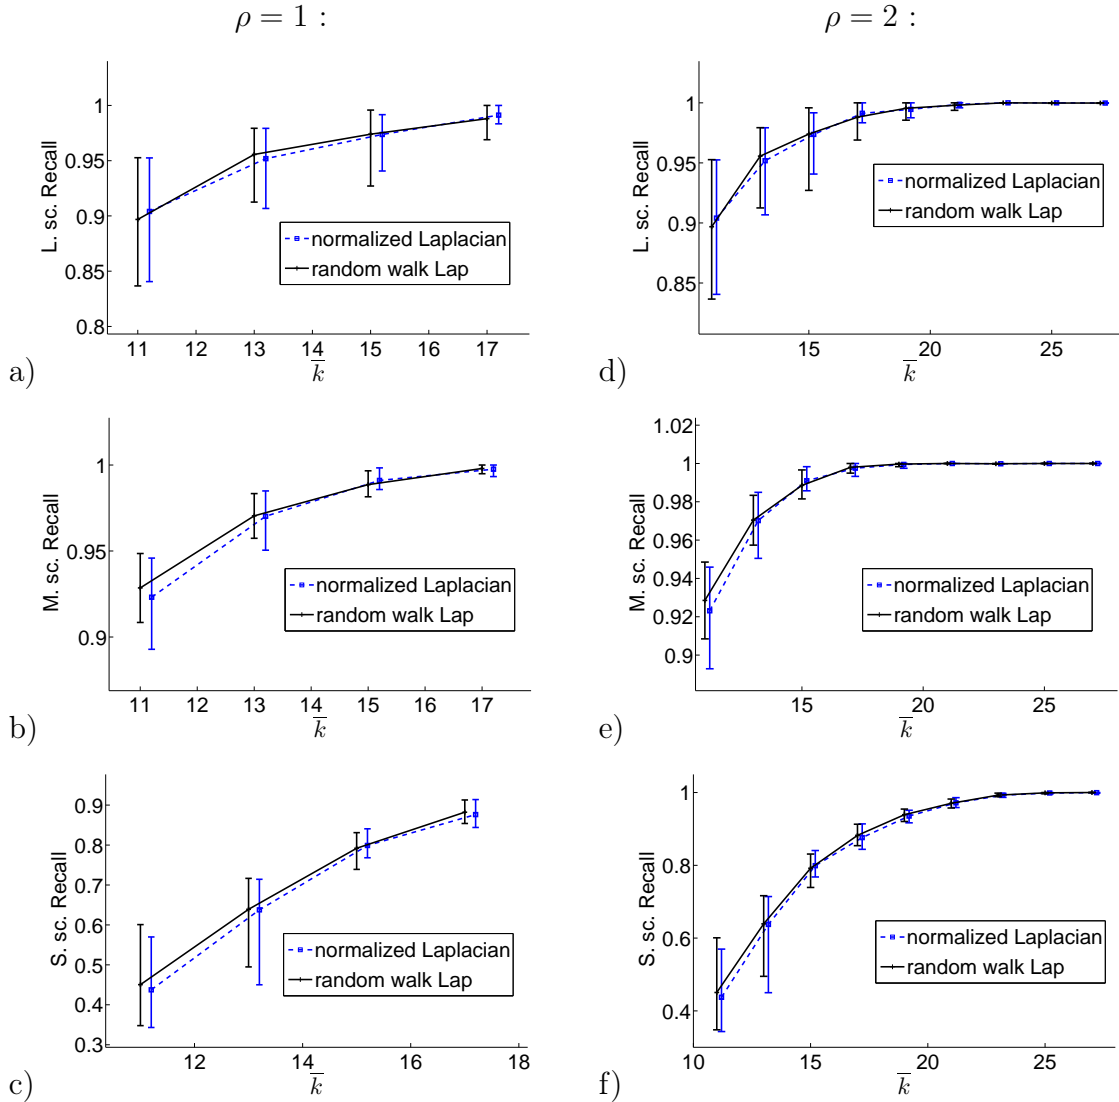 ρ = 1 :
ρ = 2 :
L. sc. Recall
1
0.95
0.9
0.85
0.8
11 12 13 14 15 16 17
k̅
normalized Laplacian
random walk Lap
a)
L. sc. Recall
1
0.95
0.9
0.85
15 20 25
k̅
normalized Laplacian
random walk Lap
d)
M. sc. Recall
1
0.95
0.9
11 12 13 14 15 16 17
k̅
normalized Laplacian
random walk Lap
b)
M. sc. Recall
1.02
1
0.98
0.96
0.94
0.92
0.9
15 20 25
k̅
normalized Laplacian
random walk Lap
e)
S. sc. Recall
0.9
0.8
0.7
0.6
0.5
0.4
0.3
12 14 16 18
k̅
normalized Laplacian
random walk Lap
c)
S. sc. Recall
1
0.8
0.6
0.4
10 15 20 25
k̅
normalized Laplacian
random walk Lap
f)